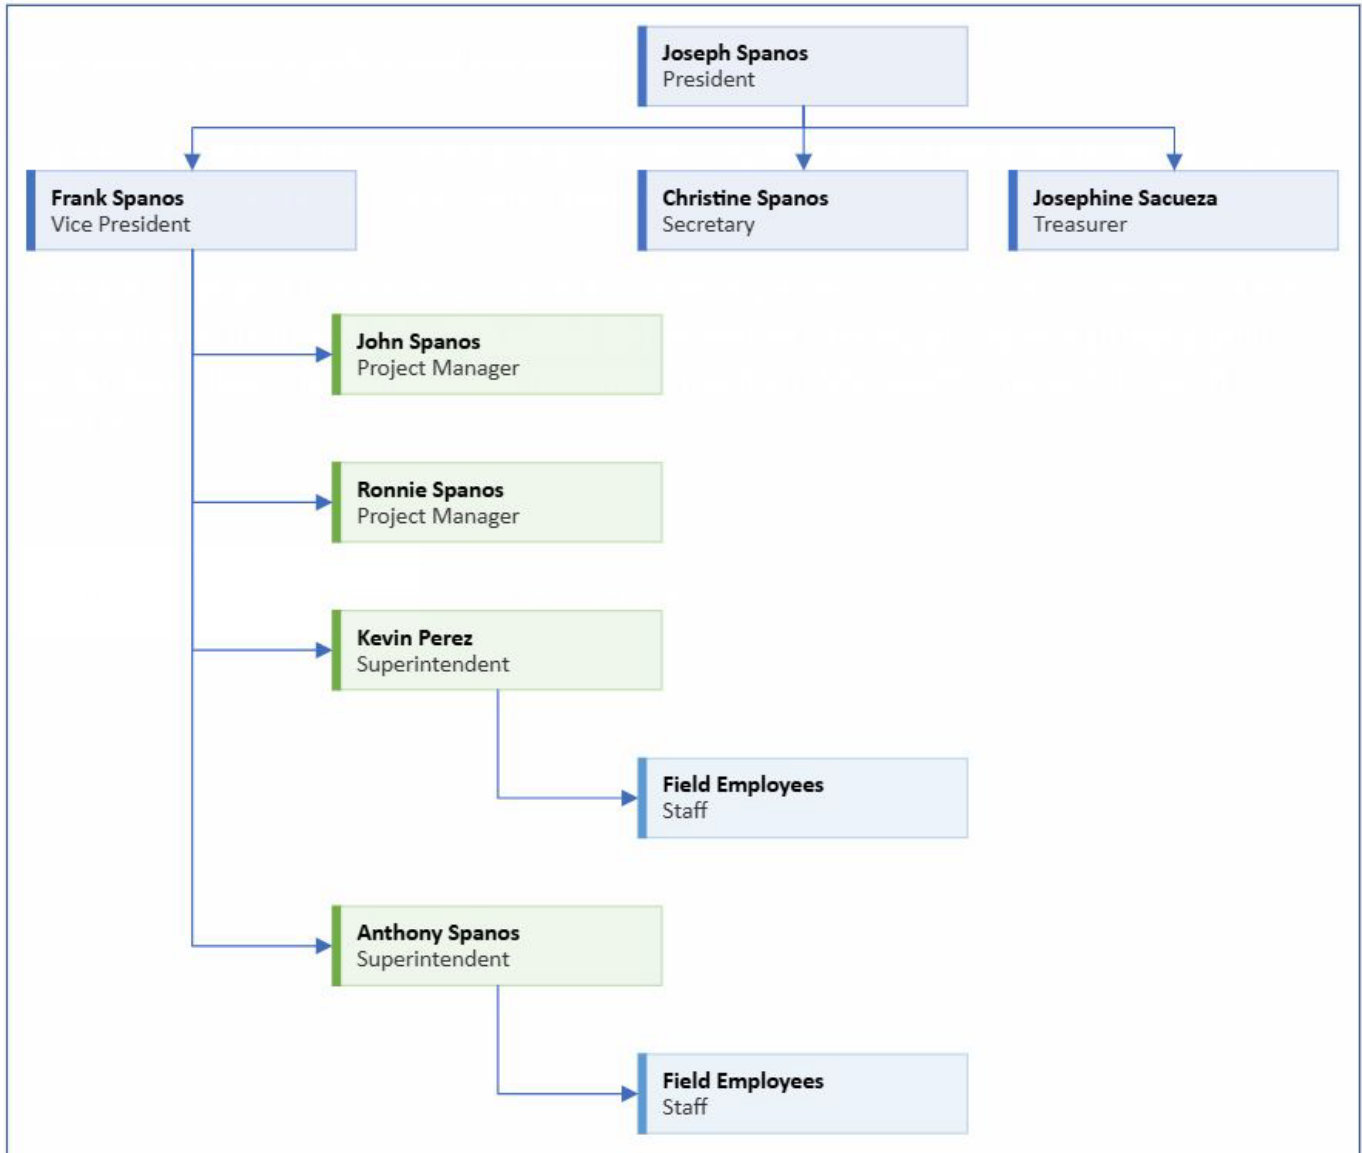 Joseph Spanos
President
Frank Spanos
Vice President
Christine Spanos
Secretary
Josephine Sacueza
Treasurer
John Spanos
Project Manager
Ronnie Spanos
Project Manager
Kevin Perez
Superintendent
Field Employees
Staff
Anthony Spanos
Superintendent
Field Employees
Staff